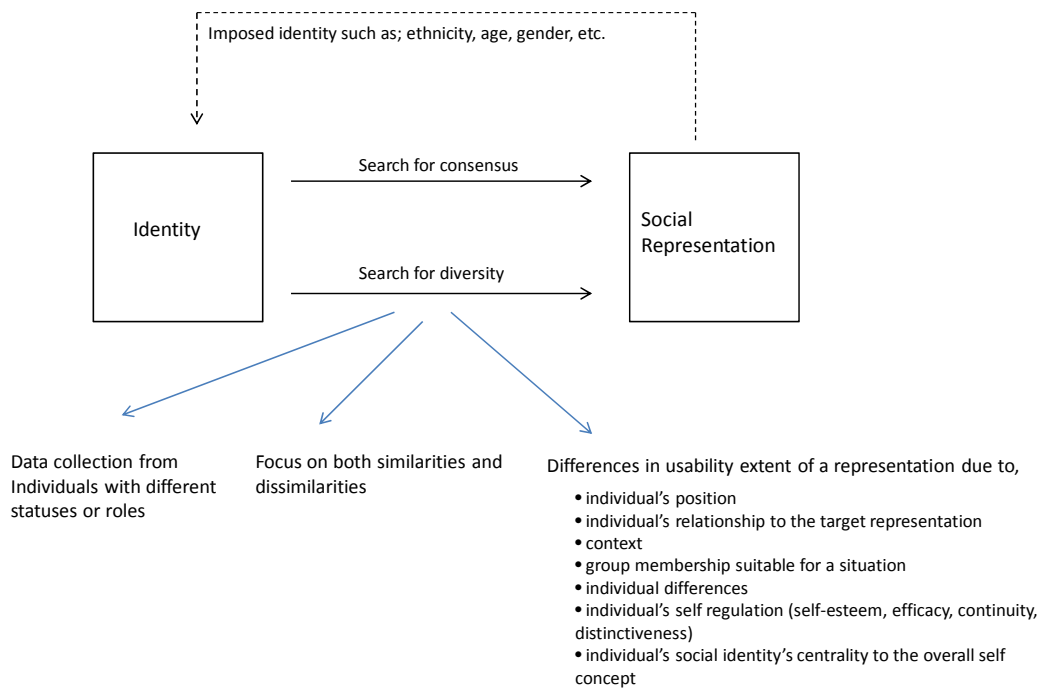 Imposed identity such as; ethnicity, age, gender, etc.
Search for consensus
Identity
Social
Representation
Search for diversity
Data collection from
Individuals with different
statuses or roles
Focus on both similarities and
dissimilarities
Differences in usability extent of a representation due to,
• individual’s position
• individual’s relationship to the target representation
• context
• group membership suitable for a situation
• individual differences
• individual’s self regulation (self-esteem, efficacy, continuity,
distinctiveness)
• individual’s social identity’s centrality to the overall self
concept